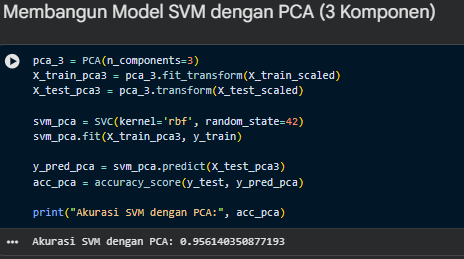 Membangun Model SVM dengan PCA (3 Komponen)
pca_3 = PCA(n_components=3)
X_train_pca3 = pca_3.fit_transform(X_train_scaled)
X_test_pca3 = pca_3.transform(X_test_scaled)
svm_pca = SVC(kernel='rbf', random_state=42)
svm_pca.fit(X_train_pca3, y_train)
y_pred_pca = svm_pca.predict(X_test_pca3)
acc_pca = accuracy_score(y_test, y_pred_pca)
print("Akurasi SVM dengan PCA:", acc_pca)
Akurasi SVM dengan PCA: 0.956140350877193